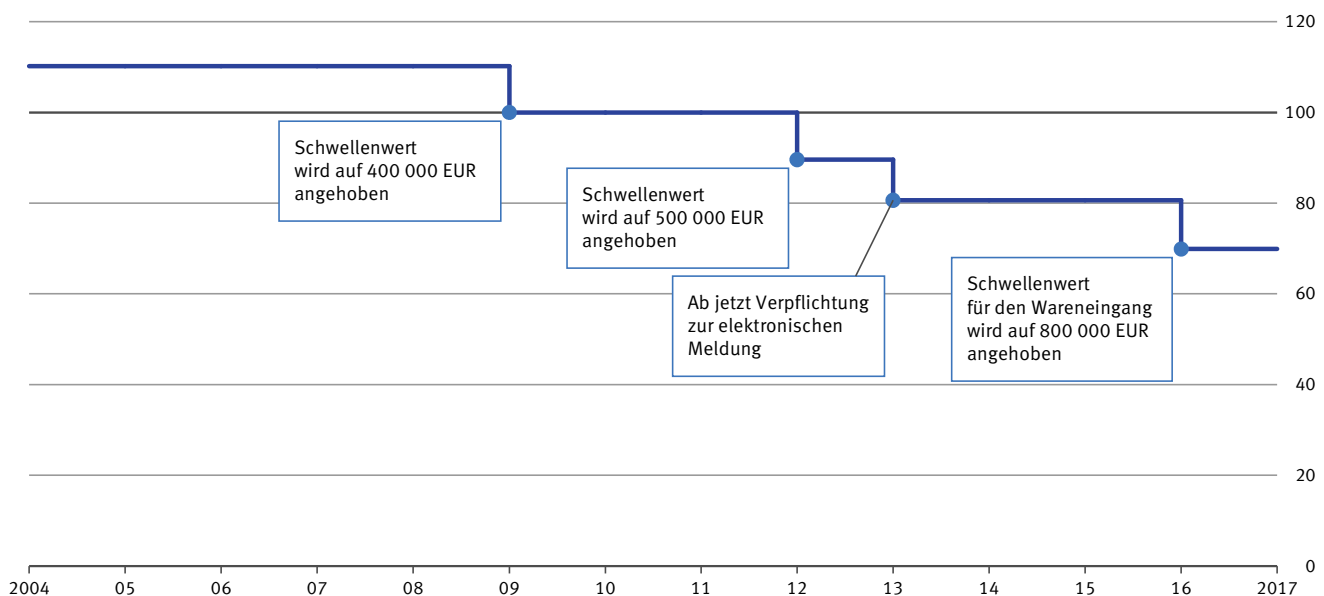 120
100
Schwellenwert
wird auf 400 000 EUR
angehoben
Schwellenwert
wird auf 500 000 EUR
angehoben
80
Ab jetzt Verpflichtung
zur elektronischen
Meldung
Schwellenwert
für den Wareneingang
wird auf 800 000 EUR
angehoben
60
40
20
0
2004 05 06 07 08 09 10 11 12 13 14 15 16 2017